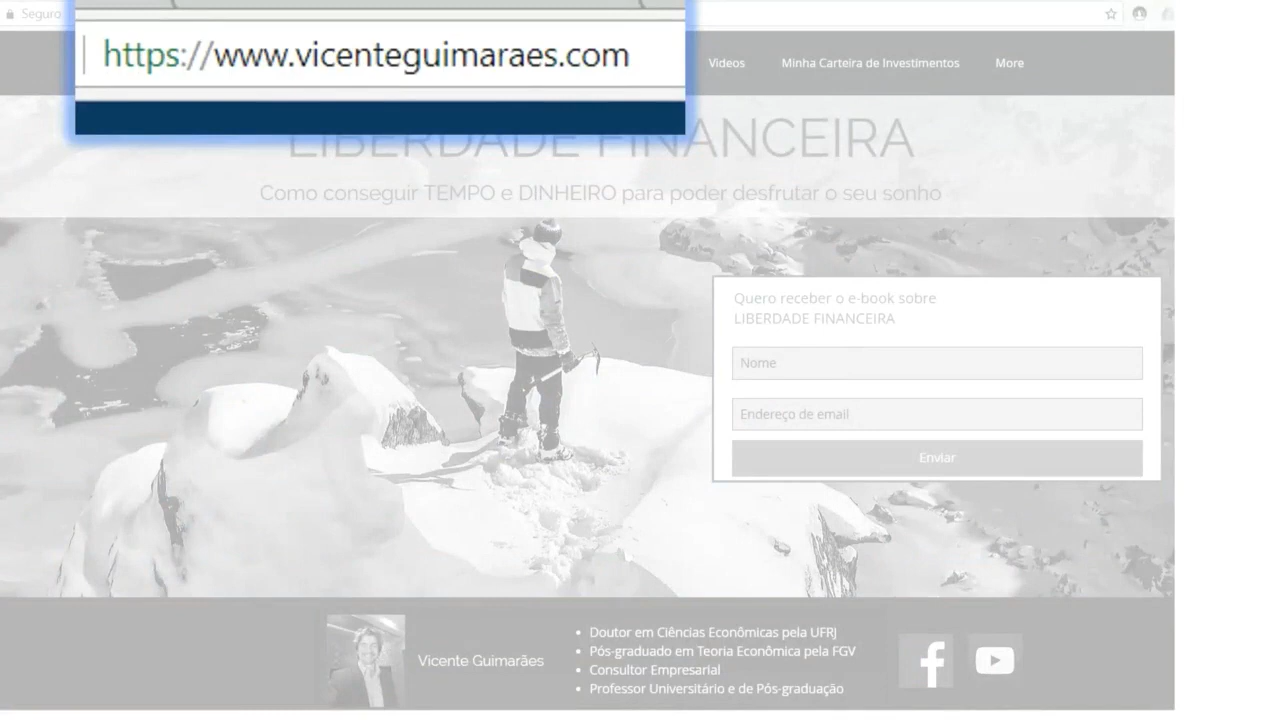 Seguro
https://www.vicenteguimaraes.com
Videos
Minha Carteira de Investimentos
More
LIBERDADE FINANCEIRA
Como conseguir TEMPO e DINHEIRO para poder desfrutar o seu sonho
Quero receber o e-book sobre
LIBERDADE FINANCEIRA
Nome
Endereço de email
Enviar
Vicente Guimarães
• Doutor em Ciências Econômicas pela UFRJ
• Pós-graduado em Teoria Econômica pela FGV
• Consultor Empresarial
• Professor Universitário e de Pós-graduação